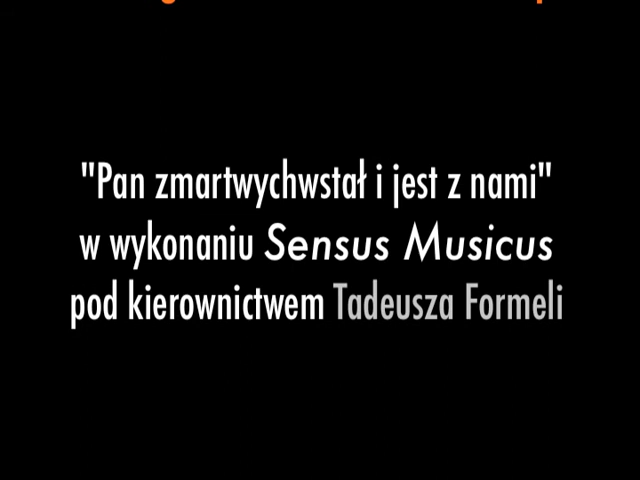 "Pan zmartwychwstał i jest z nami"
w wykonaniu Sensus Musicus
pod kierownictwem Tadeusza Formeli